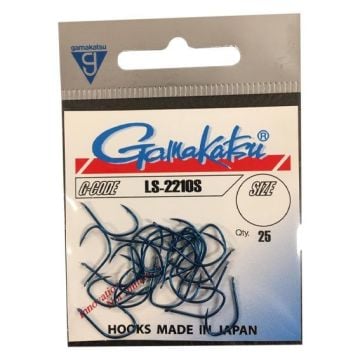 gamakatsu
g
Gamakatsu®
G-CODE LS-2210S SIZE
Qty. 25
HOOKS MADE IN JAPAN